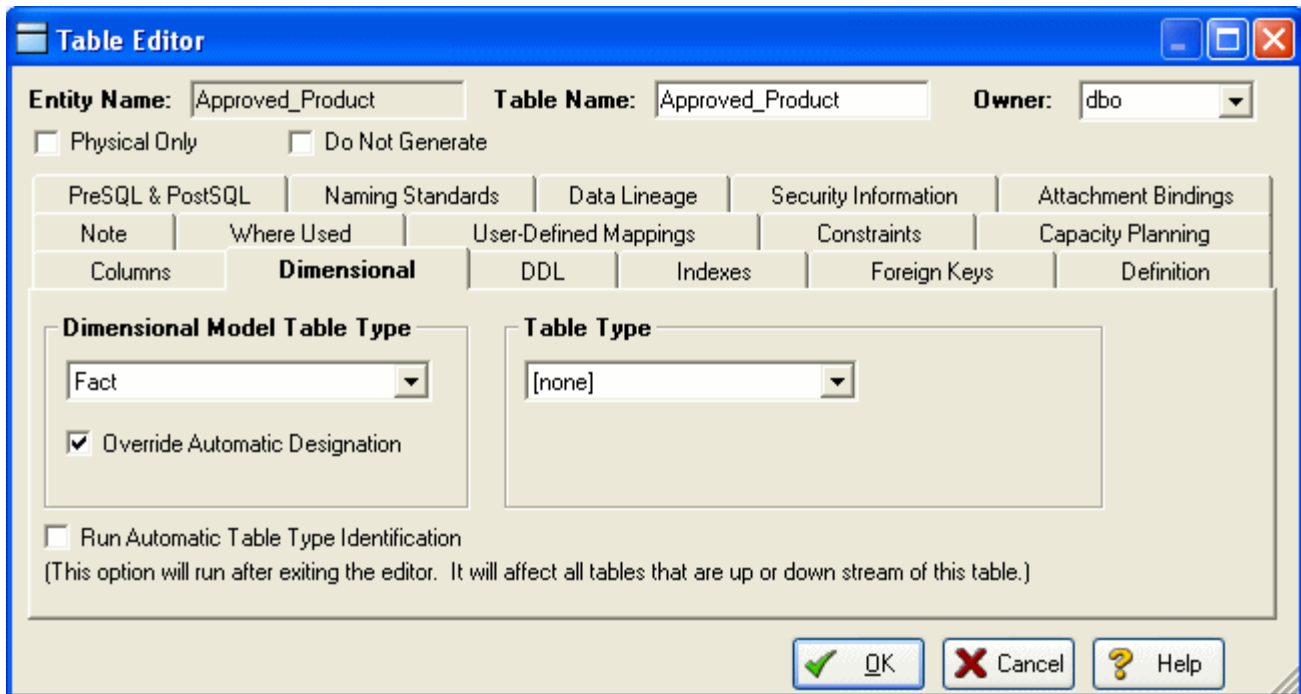 Table Editor
Entity Name: Approved_Product Table Name: Approved_Product Owner: dbo
Physical Only Do Not Generate
PreSQL & PostSQL Naming Standards Data Lineage Security Information Attachment Bindings
Note Where Used User-Defined Mappings Constraints Capacity Planning
Columns Dimensional DDL Indexes Foreign Keys Definition
Dimensional Model Table Type Table Type
Fact [none]
Override Automatic Designation
Run Automatic Table Type Identification
(This option will run after exiting the editor. It will affect all tables that are up or down stream of this table.)
OK Cancel Help